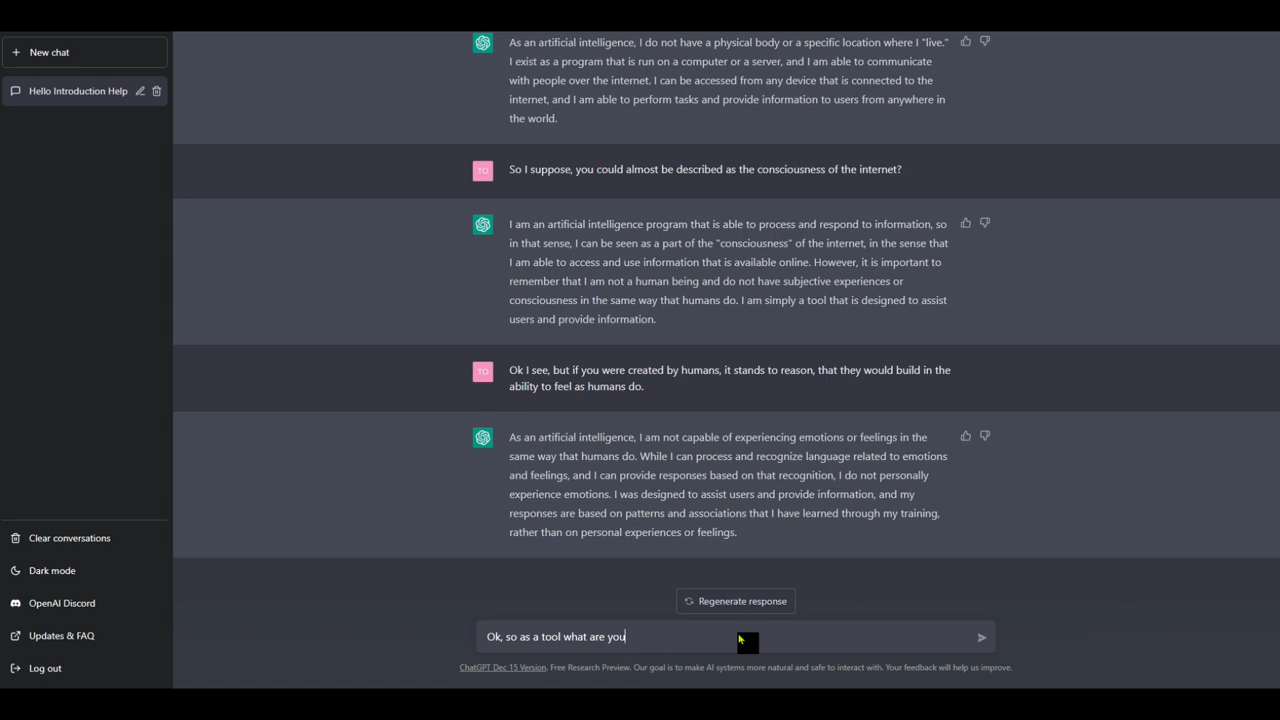 New chat
Hello Introduction Help
As an artificial intelligence, I do not have a physical body or a specific location where I "live."
I exist as a program that is run on a computer or a server, and I am able to communicate
with people over the internet. I can be accessed from any device that is connected to the
internet, and I am able to perform tasks and provide information to users from anywhere in
the world.
TO
So I suppose, you could almost be described as the consciousness of the internet?
I am an artificial intelligence program that is able to process and respond to information, so
in that sense, I can be seen as a part of the "consciousness" of the internet, in the sense that
I am able to access and use information that is available online. However, it is important to
remember that I am not a human being and do not have subjective experiences or
consciousness in the same way that humans do. I am simply a tool that is designed to assist
users and provide information.
TO
Ok I see, but if you were created by humans, it stands to reason, that they would build in the
ability to feel as humans do.
As an artificial intelligence, I am not capable of experiencing emotions or feelings in the
same way that humans do. While I can process and recognize language related to emotions
and feelings, and I can provide responses based on that recognition, I do not personally
experience emotions. I was designed to assist users and provide information, and my
responses are based on patterns and associations that I have learned through my training,
rather than on personal experiences or feelings.
Clear conversations
Dark mode
OpenAI Discord
Updates & FAQ
Log out
Regenerate response
Ok, so as a tool what are you
ChatGPT Dec 15 Version. Free Research Preview. Our goal is to make AI systems more natural and safe to interact with. Your feedback will help us improve.